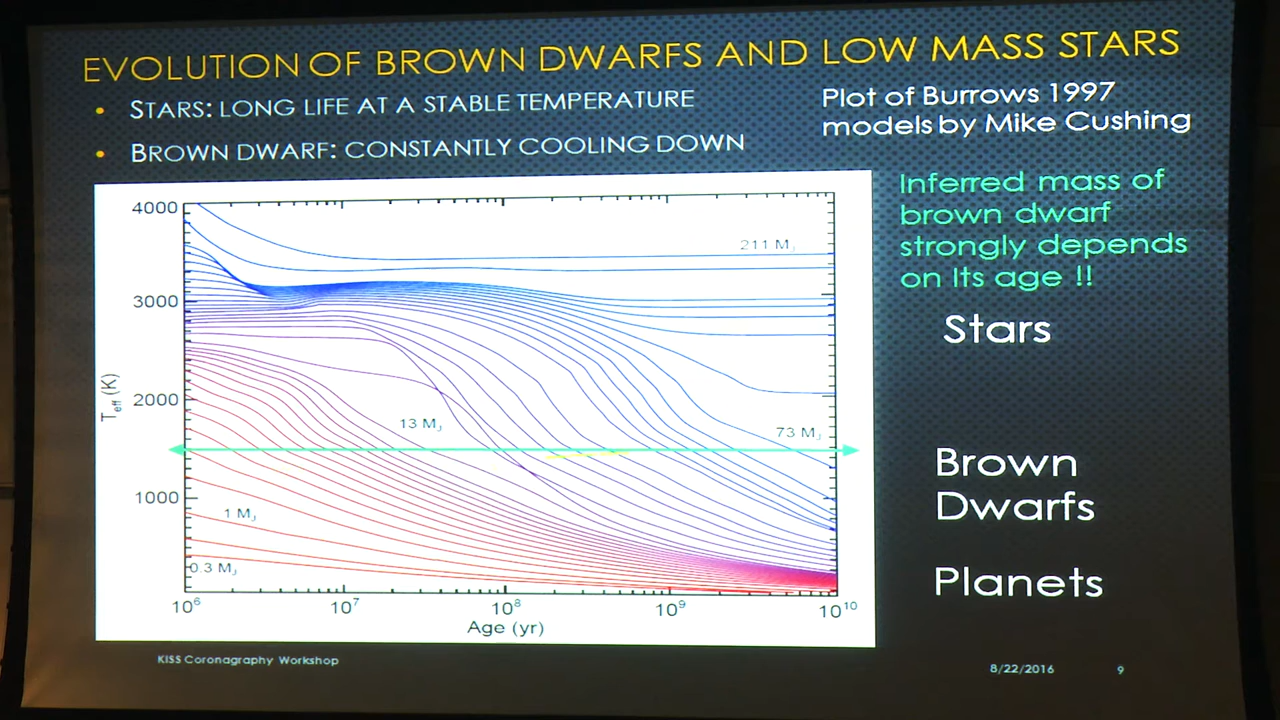 EVOLUTION OF BROWN DWARFS AND LOW MASS STARS
• STARS: LONG LIFE AT A STABLE TEMPERATURE
• BROWN DWARF: CONSTANTLY COOLING DOWN
Plot of Burrows 1997
models by Mike Cushing
Inferred mass of
brown dwarf
strongly depends
on Its age !!
Stars
Brown
Dwarfs
Planets
4000
3000
2000
1000
T_eff (K)
211 M_J
13 M_J
73 M_J
1 M_J
0.3 M_J
10^6
10^7
10^8
10^9
10^10
Age (yr)
KISS Coronagraphy Workshop
8/22/2016
9